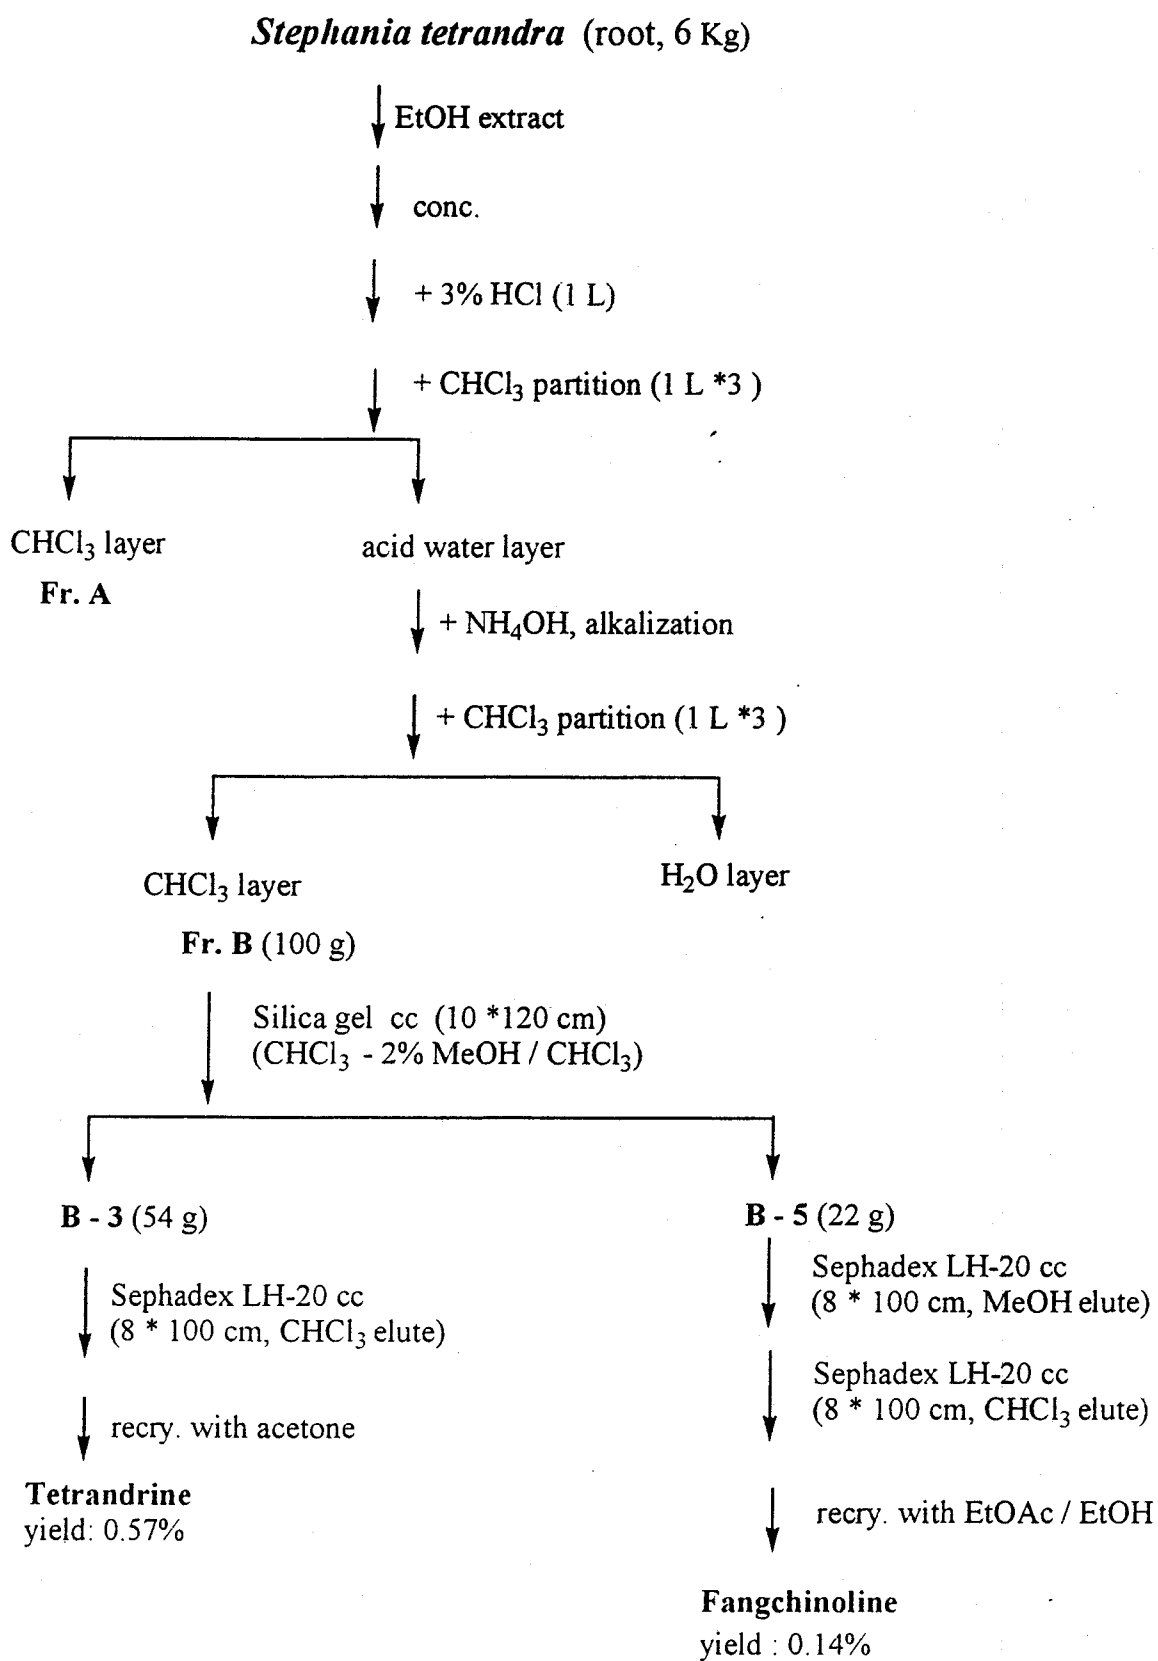 Stephania tetrandra (root, 6 Kg)
EtOH extract
conc.
+ 3% HCl (1 L)
+ CHCl₃ partition (1 L *3 )
CHCl₃ layer
Fr. A
acid water layer
+ NH₄OH, alkalization
+ CHCl₃ partition (1 L *3 )
CHCl₃ layer
Fr. B (100 g)
H₂O layer
Silica gel cc (10 *120 cm)
(CHCl₃ - 2% MeOH / CHCl₃)
B - 3 (54 g)
Sephadex LH-20 cc
(8 * 100 cm, CHCl₃ elute)
recry. with acetone
Tetrandrine
yield: 0.57%
B - 5 (22 g)
Sephadex LH-20 cc
(8 * 100 cm, MeOH elute)
Sephadex LH-20 cc
(8 * 100 cm, CHCl₃ elute)
recry. with EtOAc / EtOH
Fangchinoline
yield : 0.14%